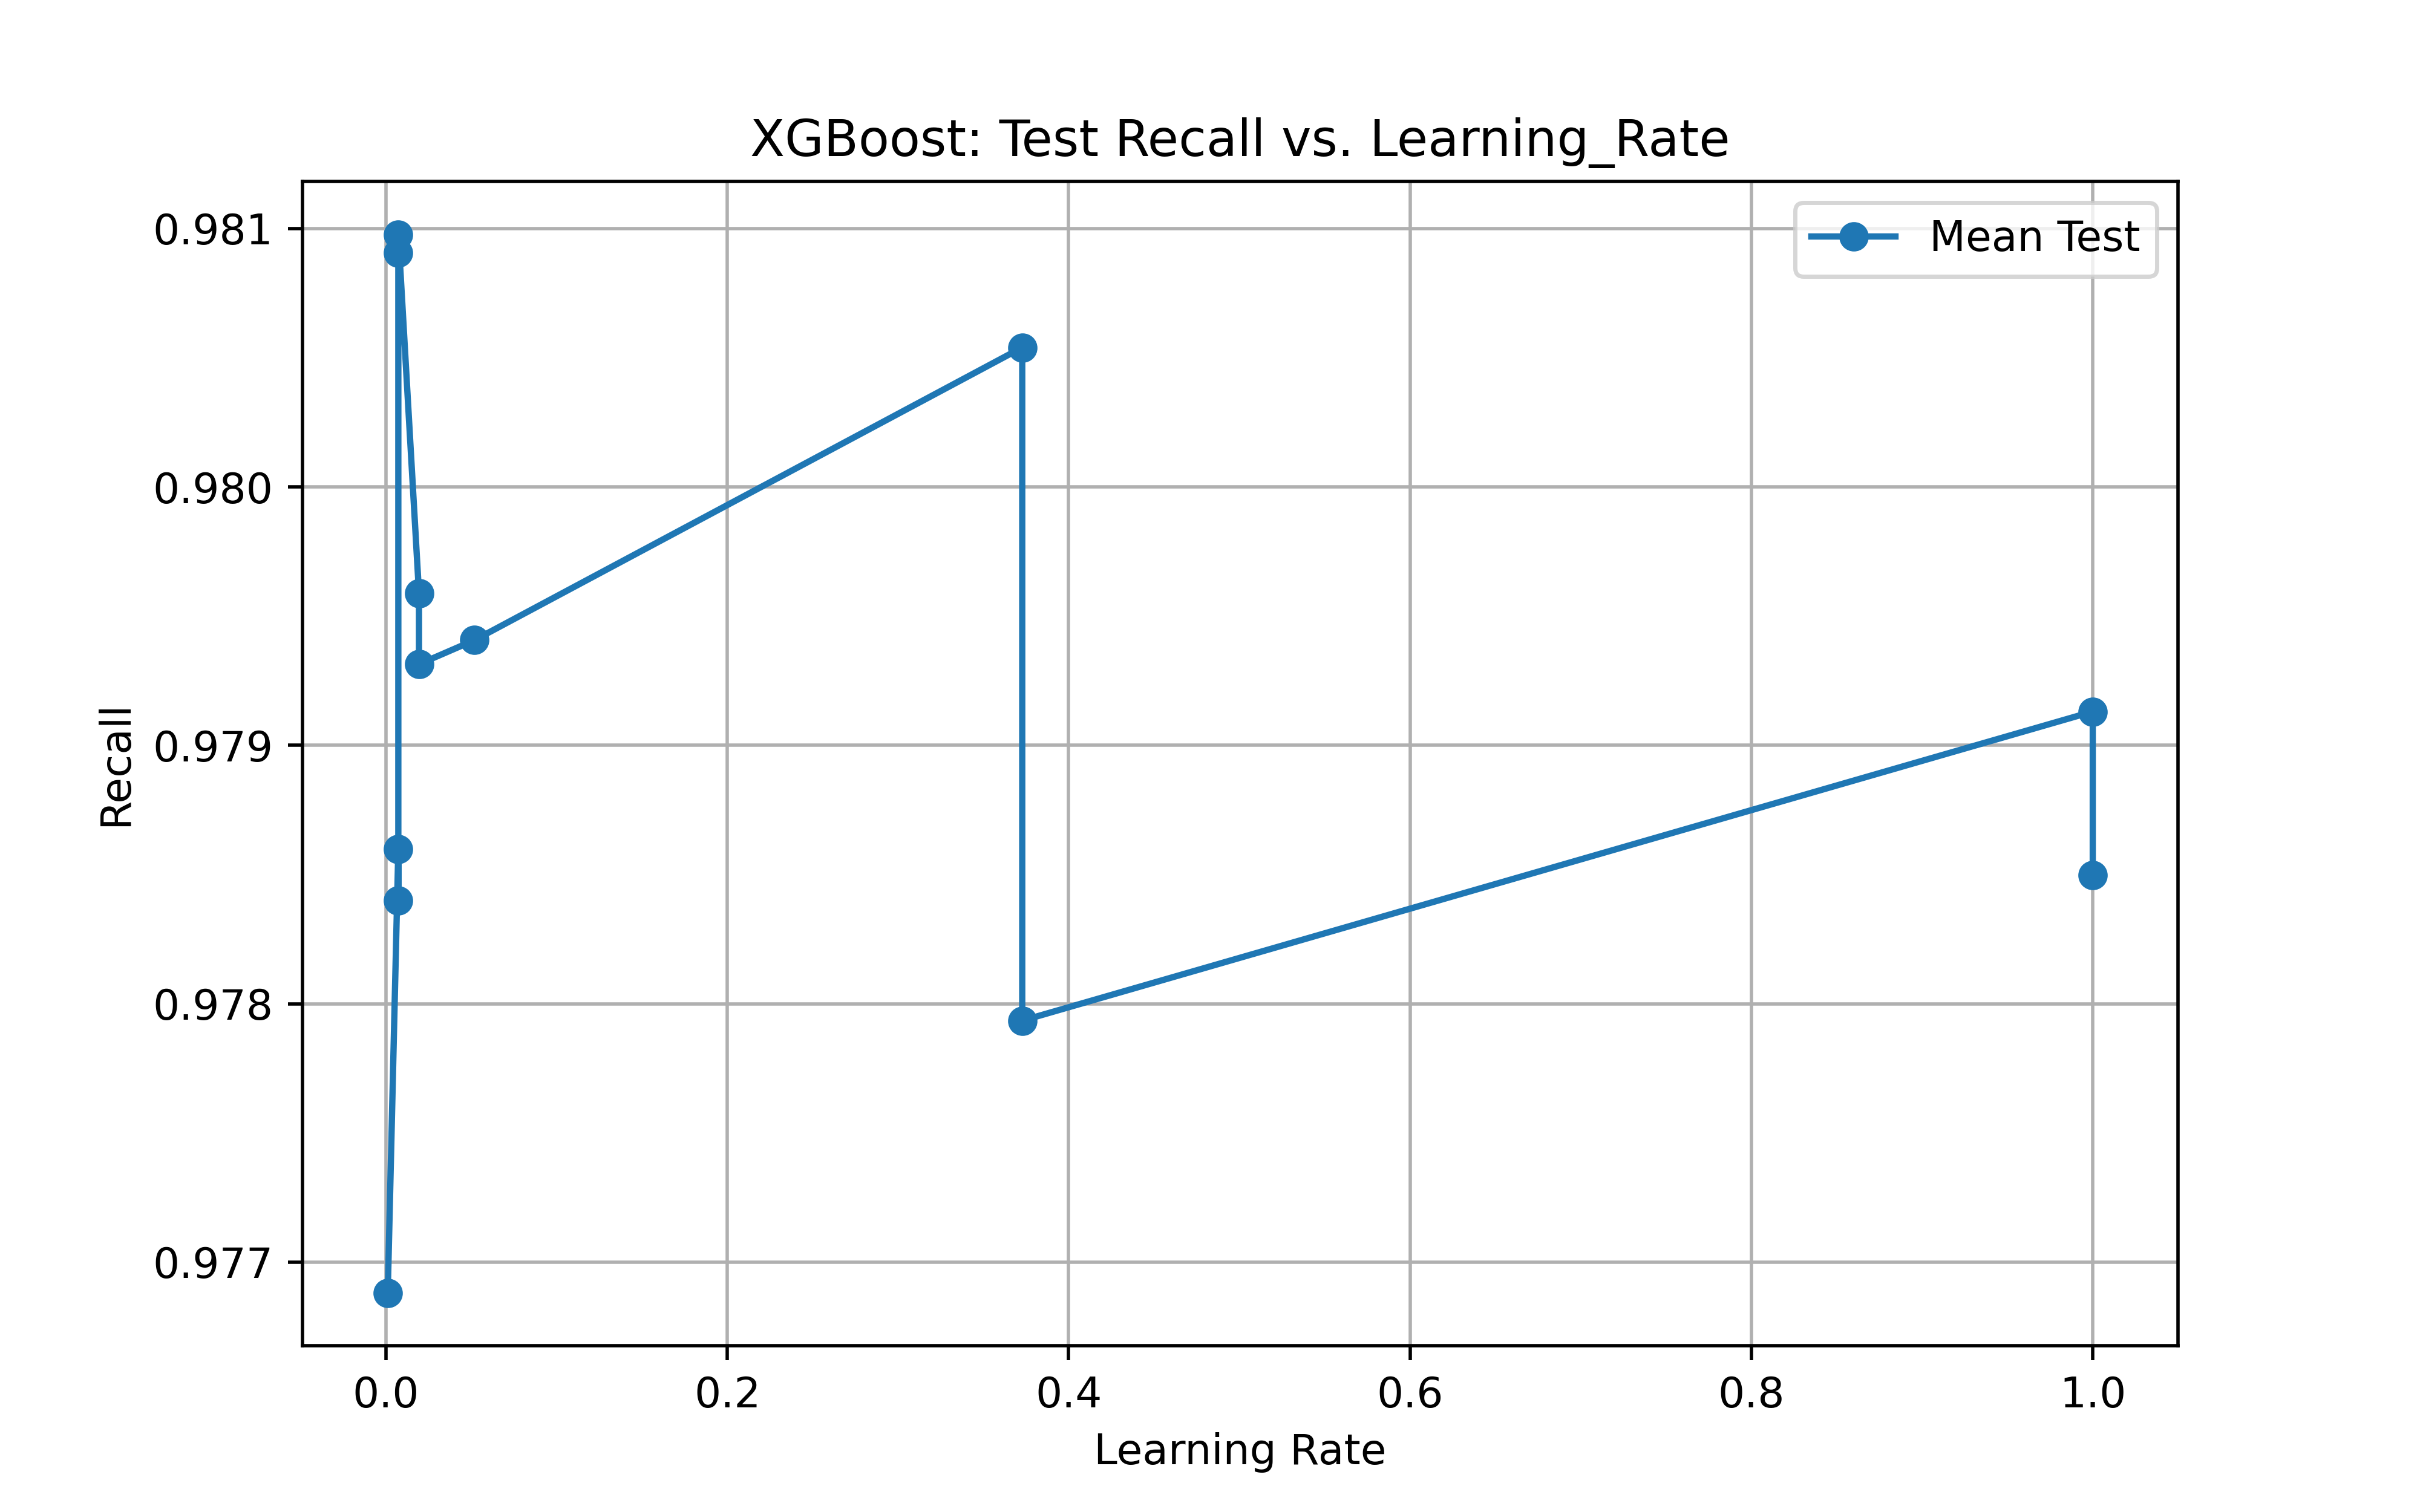 XGBoost: Test Recall vs. Learning_Rate
Mean Test
0.981
0.980
0.979
0.978
0.977
Recall
0.0 0.2 0.4 0.6 0.8 1.0
Learning Rate